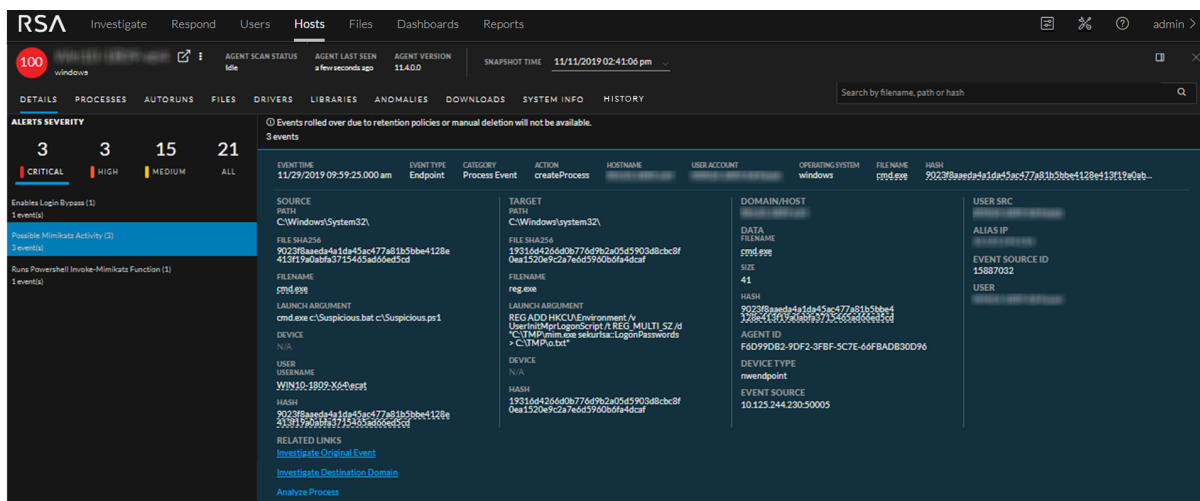 RSA Investigate Respond Users Hosts Files Dashboards Reports admin >
100
windows
AGENT SCAN STATUS
Idle
AGENT LAST SEEN
a few seconds ago
AGENT VERSION
11.4.0.0
SNAPSHOT TIME 11/11/2019 02:41:06 pm
DETAILS PROCESSES AUTORUNS FILES DRIVERS LIBRARIES ANOMALIES DOWNLOADS SYSTEM INFO HISTORY
Search by filename, path or hash
ALERTS SEVERITY
3 3 15 21
CRITICAL HIGH MEDIUM ALL
Enables Login Bypass (1)
1 event(s)
Possible Mimikatz Activity (3)
3 event(s)
Runs Powershell Invoke-Mimikatz Function (1)
1 event(s)
Events rolled over due to retention policies or manual deletion will not be available.
3 events
EVENT TIME EVENT TYPE CATEGORY ACTION HOSTNAME USER ACCOUNT OPERATING SYSTEM FILE NAME HASH
11/29/2019 09:59:25.000 am Endpoint Process Event createProcess windows cmd.exe 9023f8aaeda4a1da45ac477a81b5bbe4128e413f19a0ab...
SOURCE
PATH
C:\Windows\System32\
FILE SHA256
9023f8aaeda4a1da45ac477a81b5bbe4128e
413f19a0abfa3715465ad66ed5cd
FILENAME
cmd.exe
LAUNCH ARGUMENT
cmd.exe c:\Suspicious.bat c:\Suspicious.ps1
DEVICE
N/A
USER
USERNAME
WIN10-1809-X64\ecat
HASH
9023f8aaeda4a1da45ac477a81b5bbe4128e
413f19a0abfa3715465ad66ed5cd
RELATED LINKS
Investigate Original Event
Investigate Destination Domain
Analyze Process
TARGET
PATH
C:\Windows\system32\
FILE SHA256
19316d4266d0b776d9b2a05d5903d8cbc8f
0ea1520e9c2a7e6d5960b6fa4dcaf
FILENAME
reg.exe
LAUNCH ARGUMENT
REG ADD HKCU\Environment /v
UserInitMprLogonScript /t REG_MULTI_SZ /d
"C:\TMP\mim.exe sekurlsa::LogonPasswords
> C:\TMP\o.txt"
DEVICE
N/A
HASH
19316d4266d0b776d9b2a05d5903d8cbc8f
0ea1520e9c2a7e6d5960b6fa4dcaf
DOMAIN/HOST
DATA
FILENAME
cmd.exe
SIZE
41
HASH
9023f8aaeda4a1da45ac477a81b5bbe4
128e413f19a0abfa3715465ad66ed5cd
AGENT ID
F6D99DB2-9DF2-3FBF-5C7E-66FBADB30D96
DEVICE TYPE
nwendpoint
EVENT SOURCE
10.125.244.230:50005
USER SRC
ALIAS IP
EVENT SOURCE ID
15887032
USER